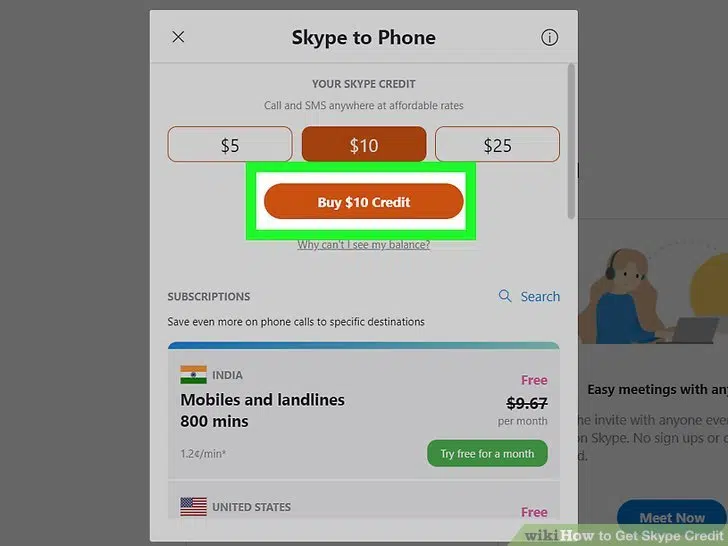 Skype to Phone
YOUR SKYPE CREDIT
Call and SMS anywhere at affordable rates
$5
$10
$25
Buy $10 Credit
Why can't I see my balance?
SUBSCRIPTIONS
Search
Save even more on phone calls to specific destinations
INDIA
Free
Mobiles and landlines
$9.67
800 mins
per month
1.2¢/min*
Try free for a month
UNITED STATES
Free
Easy meetings with any
the invite with anyone eve
on Skype. No sign ups or
Meet Now
wikiHow to Get Skype Credit